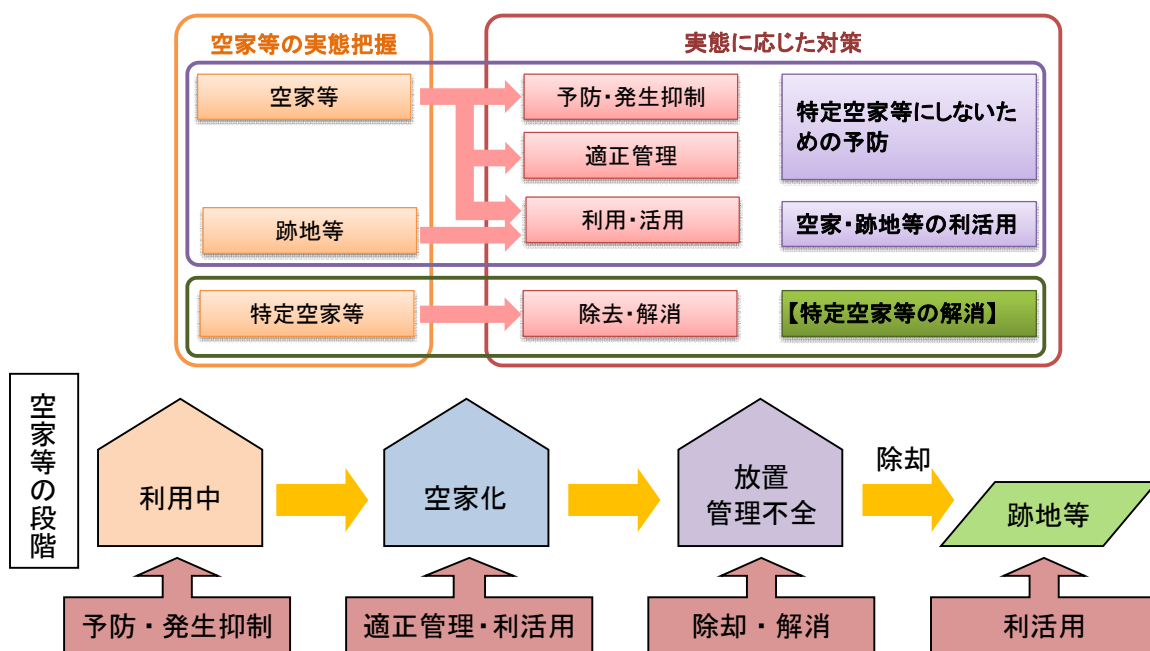 空家等の実態把握
実態に応じた対策
空家等
予防・発生抑制
特定空家等にしないた
めの予防
適正管理
跡地等
利用・活用
空家・跡地等の利活用
特定空家等
除去・解消
【特定空家等の解消】
空家等の段階
利用中
空家化
放置
管理不全
除却
跡地等
予防・発生抑制
適正管理・利活用
除却・解消
利活用